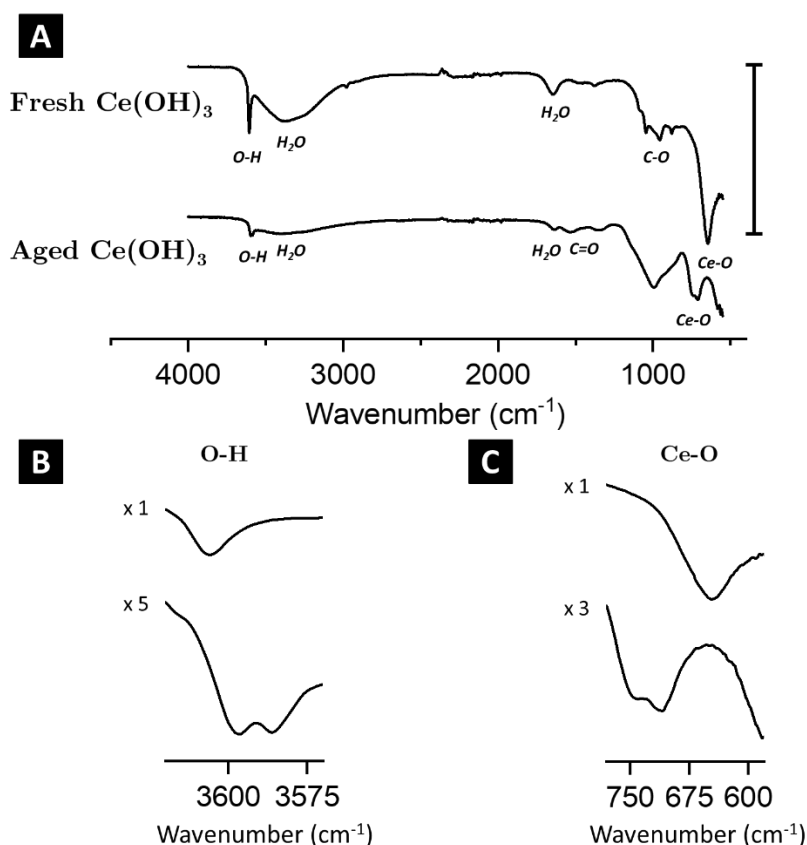 A
Fresh Ce(OH)₃
O-H
H₂O
H₂O
C-O
Aged Ce(OH)₃
O-H
H₂O
H₂O
C=O
Ce-O
Ce-O
4000 3000 2000 1000
Wavenumber (cm⁻¹)
B
O-H
x 1
x 5
3600 3575
Wavenumber (cm⁻¹)
C
Ce-O
x 1
x 3
750 675 600
Wavenumber (cm⁻¹)